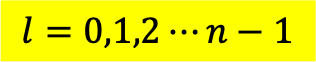 l = 0,1,2 ⋯ n − 1